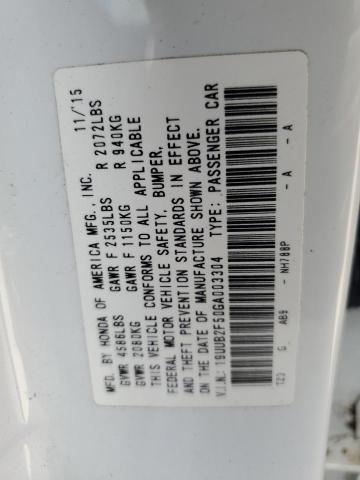 MFD. BY HONDA OF AMERICA MFG., INC. 11/'15
GVWR 4586LBS GAWR F 2535LBS R 2072LBS
GVWR 2080KG GAWR F 1150KG R 940KG
THIS VEHICLE CONFORMS TO ALL APPLICABLE
FEDERAL MOTOR VEHICLE SAFETY, BUMPER,
AND THEFT PREVENTION STANDARDS IN EFFECT
ON THE DATE OF MANUFACTURE SHOWN ABOVE.
V.I.N.: 19UUB2F50GA003304 TYPE: PASSENGER CAR
G AB9 - NH788P - A - A